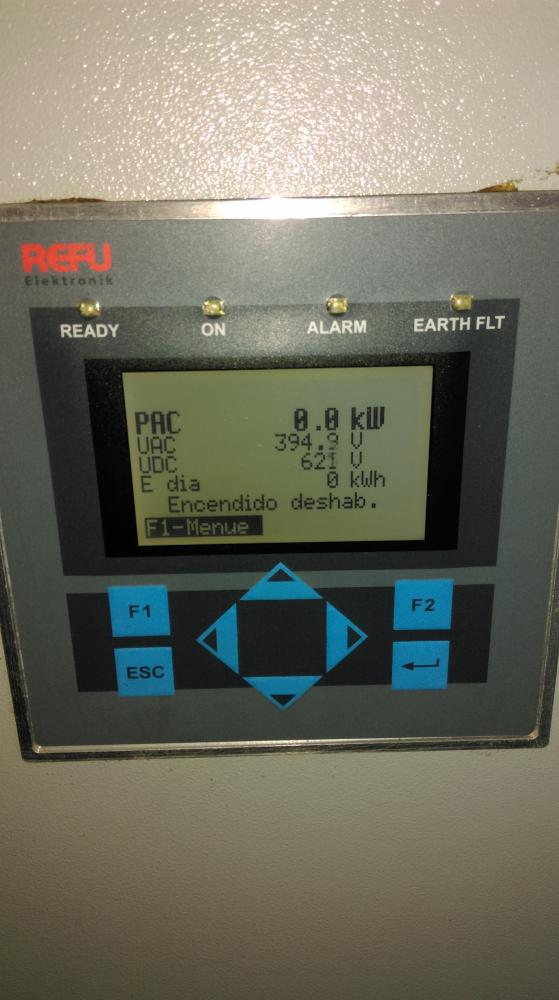 REFU
Elektronik
READY ON ALARM EARTH FLT
PAC 0.0 kW
UAC 394.9 V
UDC 621 V
E dia 0 kWh
Encendido deshab.
F1-Menue
F1 F2
ESC